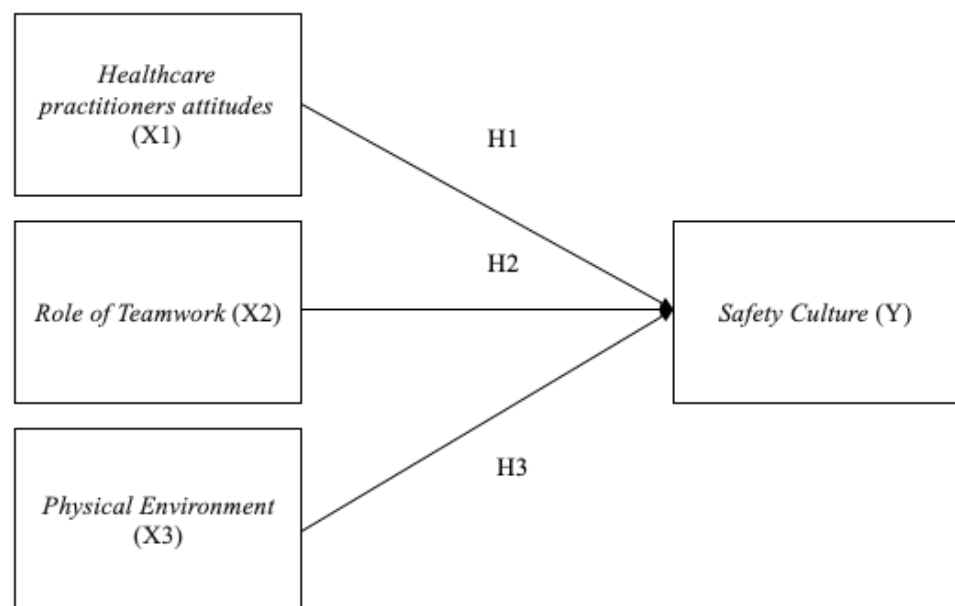 Healthcare
practitioners attitudes
(X1)
H1
H2
Role of Teamwork (X2)
Safety Culture (Y)
H3
Physical Environment
(X3)